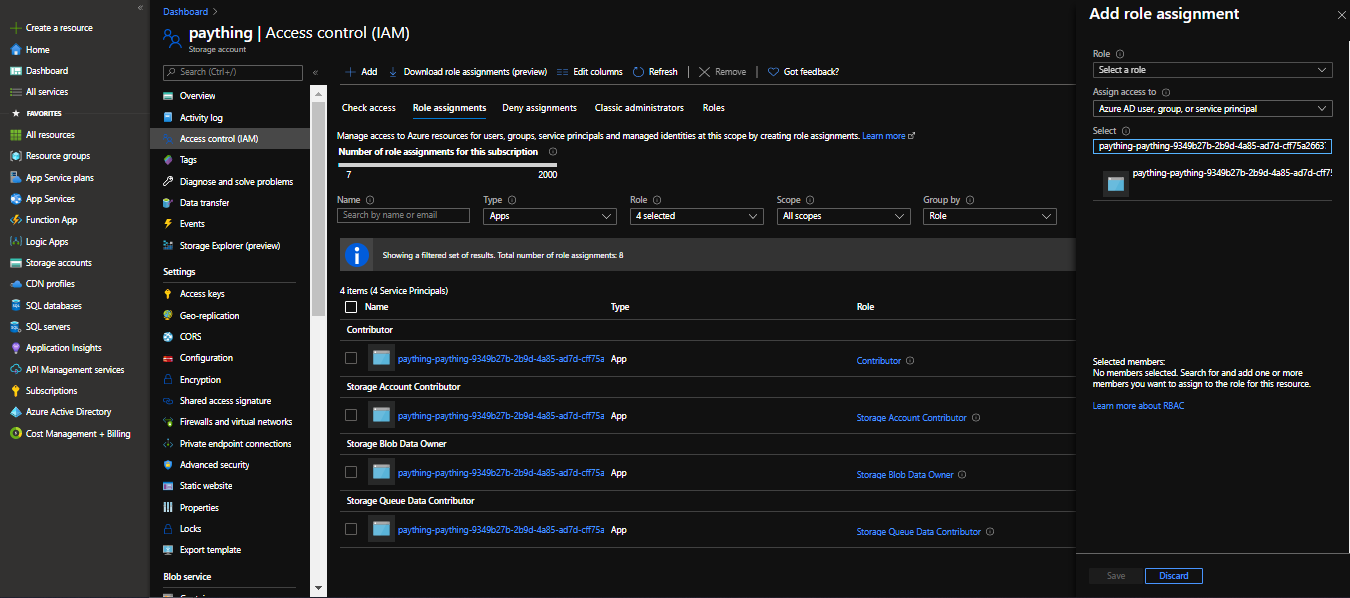 Create a resource
Home
Dashboard
All services
FAVORITES
All resources
Resource groups
App Service plans
App Services
Function App
Logic Apps
Storage accounts
CDN profiles
SQL databases
SQL servers
Application Insights
API Management services
Subscriptions
Azure Active Directory
Cost Management + Billing
Dashboard >
paything | Access control (IAM)
Storage account
Search (Ctrl+/)
Overview
Activity log
Access control (IAM)
Tags
Diagnose and solve problems
Data transfer
Events
Storage Explorer (preview)
Settings
Access keys
Geo-replication
CORS
Configuration
Encryption
Shared access signature
Firewalls and virtual networks
Private endpoint connections
Advanced security
Static website
Properties
Locks
Export template
Blob service
Add Download role assignments (preview) Edit columns Refresh Remove Got feedback?
Check access Role assignments Deny assignments Classic administrators Roles
Manage access to Azure resources for users, groups, service principals and managed identities at this scope by creating role assignments. Learn more
Number of role assignments for this subscription
7 2000
Name Type Role Scope Group by
Search by name or email Apps 4 selected All scopes Role
Showing a filtered set of results. Total number of role assignments: 8
4 items (4 Service Principals)
Name Type Role
Contributor
paything-paything-9349b27b-2b9d-4a85-ad7d-cff75a App Contributor
Storage Account Contributor
paything-paything-9349b27b-2b9d-4a85-ad7d-cff75a App Storage Account Contributor
Storage Blob Data Owner
paything-paything-9349b27b-2b9d-4a85-ad7d-cff75a App Storage Blob Data Owner
Storage Queue Data Contributor
paything-paything-9349b27b-2b9d-4a85-ad7d-cff75a App Storage Queue Data Contributor
Add role assignment
Role
Select a role
Assign access to
Azure AD user, group, or service principal
Select
paything-paything-9349b27b-2b9d-4a85-ad7d-cff75a2663
paything-paything-9349b27b-2b9d-4a85-ad7d-cff75
Selected members:
No members selected. Search for and add one or more
members you want to assign to the role for this resource.
Learn more about RBAC
Save Discard